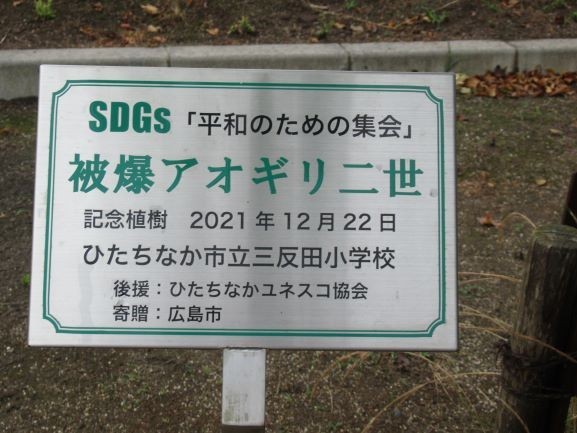 SDGs「平和のための集会」
被爆アオギリ二世
記念植樹　2021年12月22日
ひたちなか市立三反田小学校
後援：ひたちなかユネスコ協会
寄贈：広島市